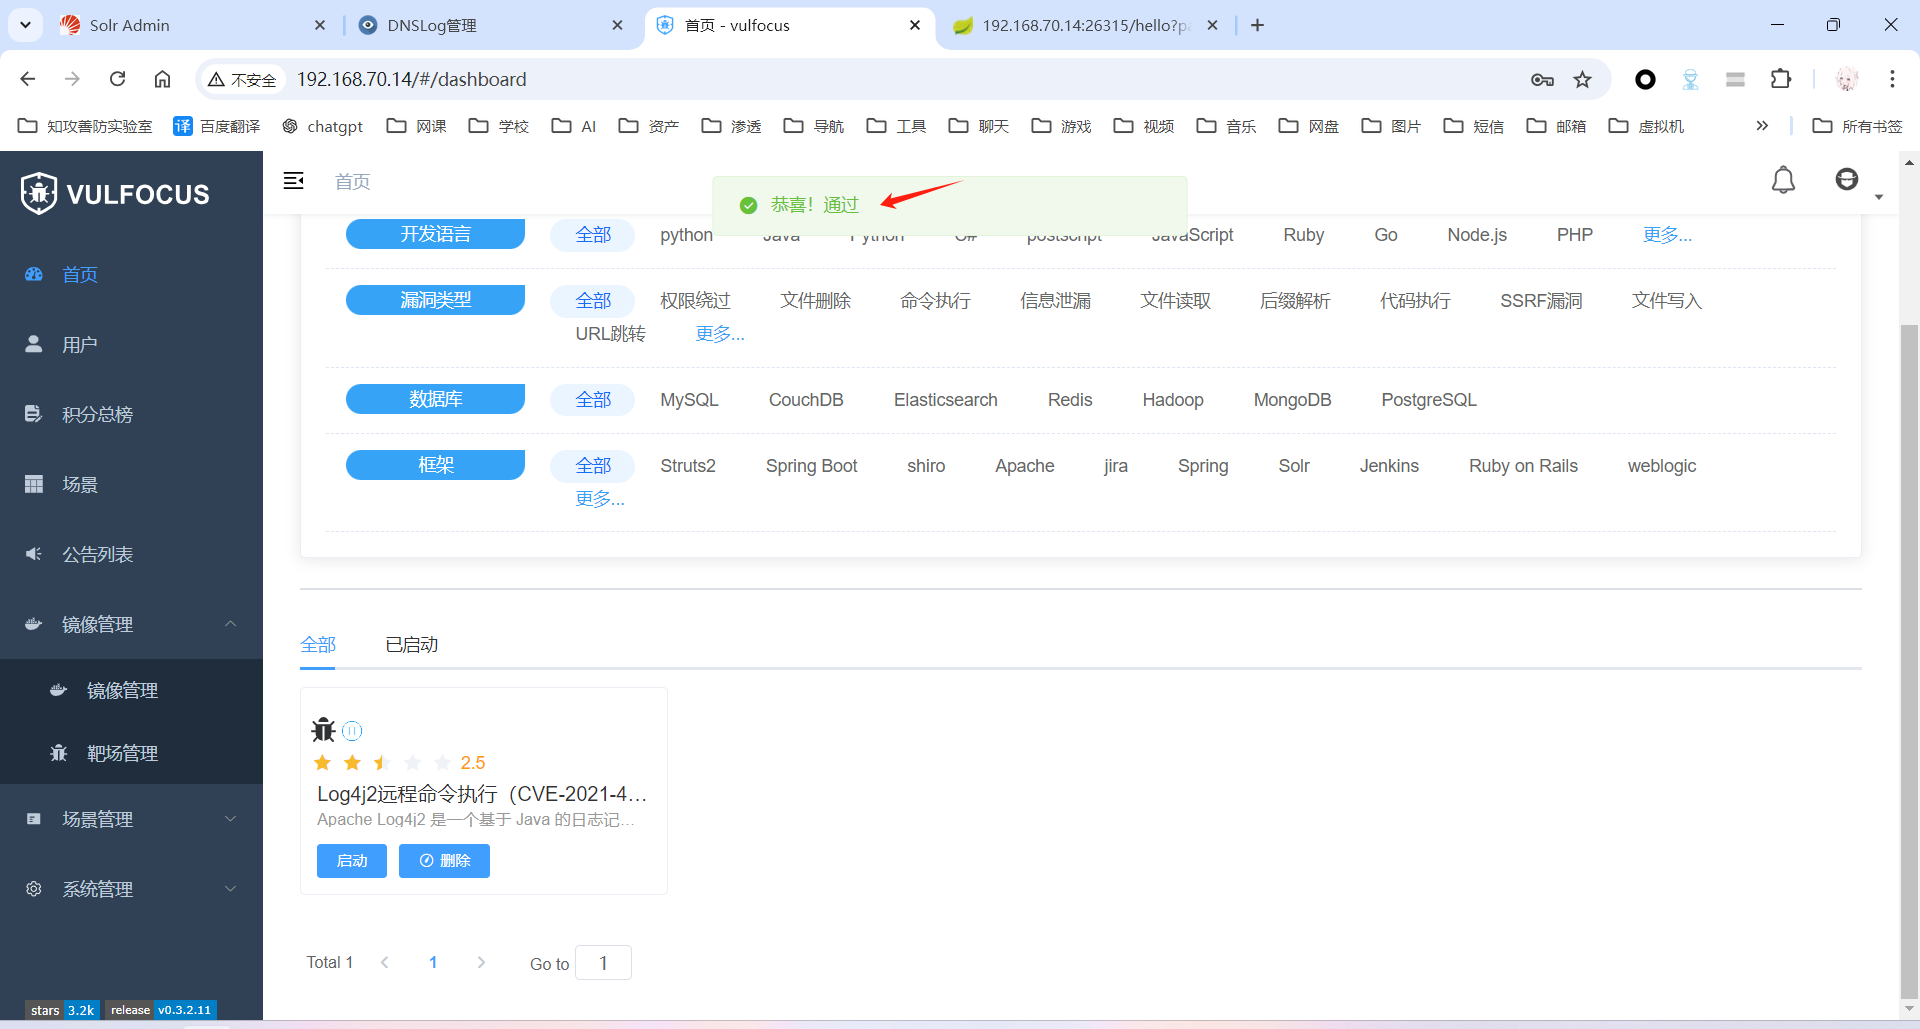 Solr Admin
DNSLog管理
首页 - vulfocus
192.168.70.14:26315/hello?pa
不安全
192.168.70.14/#/dashboard
知攻善防实验室
译 百度翻译
chatgpt
网课
学校
AI
资产
渗透
导航
工具
聊天
游戏
视频
音乐
网盘
图片
短信
邮箱
虚拟机
所有书签
VULFOCUS
首页
恭喜！通过
首页
用户
积分总榜
场景
公告列表
镜像管理
镜像管理
靶场管理
场景管理
系统管理
stars 3.2k release v0.3.2.11
开发语言 全部 python Java Python C# postscript JavaScript Ruby Go Node.js PHP 更多...
漏洞类型 全部 权限绕过 文件删除 命令执行 信息泄漏 文件读取 后缀解析 代码执行 SSRF漏洞 文件写入
URL跳转 更多...
数据库 全部 MySQL CouchDB Elasticsearch Redis Hadoop MongoDB PostgreSQL
框架 全部 Struts2 Spring Boot shiro Apache jira Spring Solr Jenkins Ruby on Rails weblogic
更多...
全部 已启动
2.5
Log4j2远程命令执行（CVE-2021-4...
Apache Log4j2 是一个基于 Java 的日志记...
启动 删除
Total 1 1 Go to 1